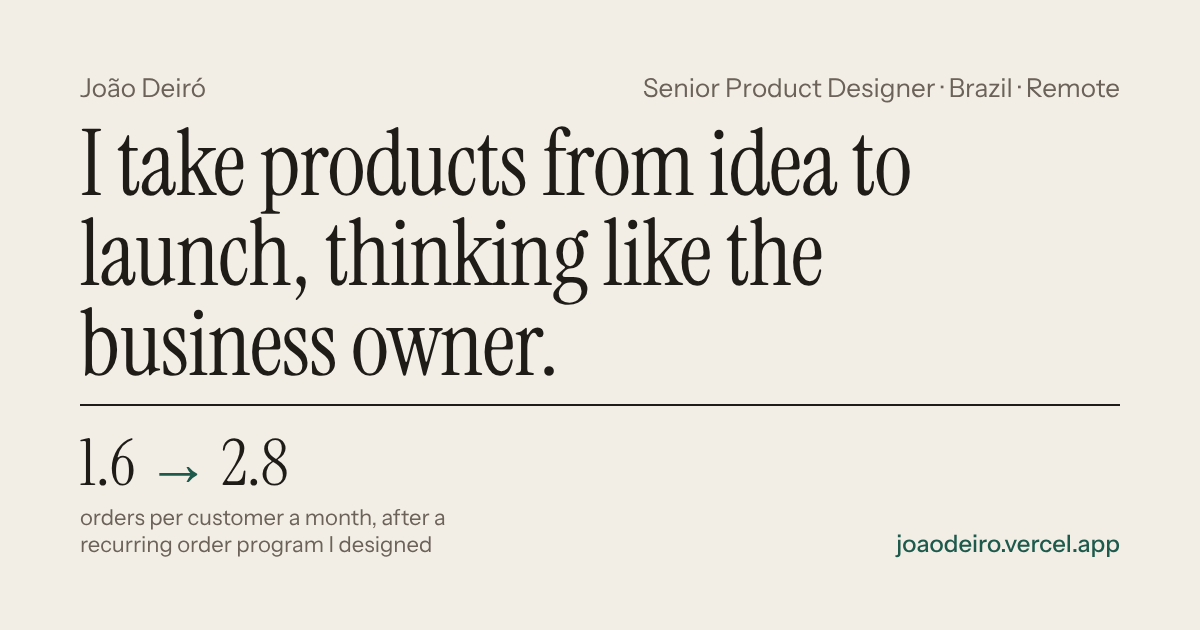 João Deiró
Senior Product Designer · Brazil · Remote
I take products from idea to
launch, thinking like the
business owner.
1.6 → 2.8
orders per customer a month, after a
recurring order program I designed
joaodeiro.vercel.app